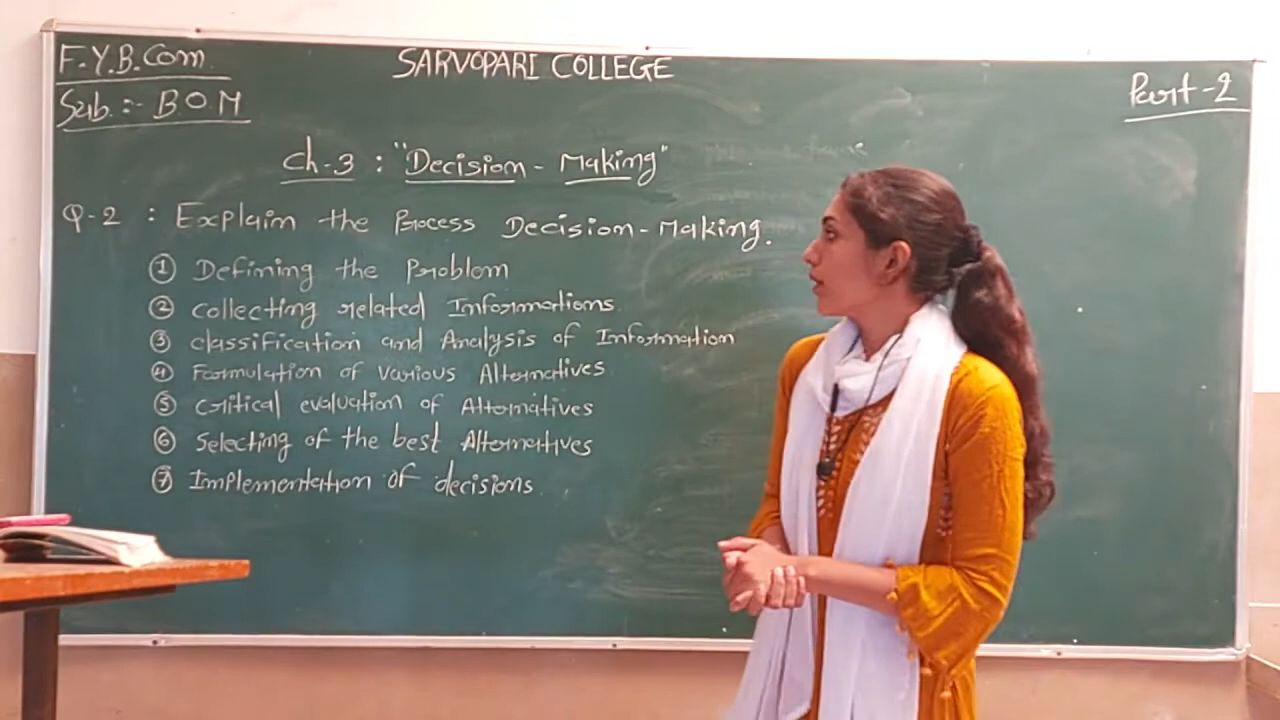 F.Y.B.Com.
SARVOPARI COLLEGE
Part-2
Sub. :- B.O.M
Ch-3 : "Decision-Making"
Q-2 : Explain the Process Decision-Making.
① Defining the Problem
② collecting related Informations.
③ classification and Analysis of Information
④ Formulation of various Alternatives
⑤ critical evaluation of Alternatives
⑥ Selecting of the best Alternatives
⑦ Implementation of decisions.